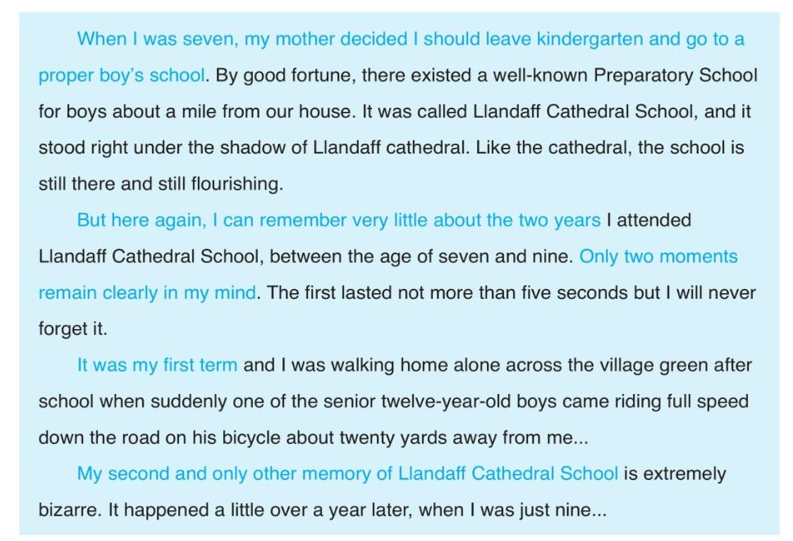 When I was seven, my mother decided I should leave kindergarten and go to a
proper boy's school. By good fortune, there existed a well-known Preparatory School
for boys about a mile from our house. It was called Llandaff Cathedral School, and it
stood right under the shadow of Llandaff cathedral. Like the cathedral, the school is
still there and still flourishing.
But here again, I can remember very little about the two years I attended
Llandaff Cathedral School, between the age of seven and nine. Only two moments
remain clearly in my mind. The first lasted not more than five seconds but I will never
forget it.
It was my first term and I was walking home alone across the village green after
school when suddenly one of the senior twelve-year-old boys came riding full speed
down the road on his bicycle about twenty yards away from me...
My second and only other memory of Llandaff Cathedral School is extremely
bizarre. It happened a little over a year later, when I was just nine...